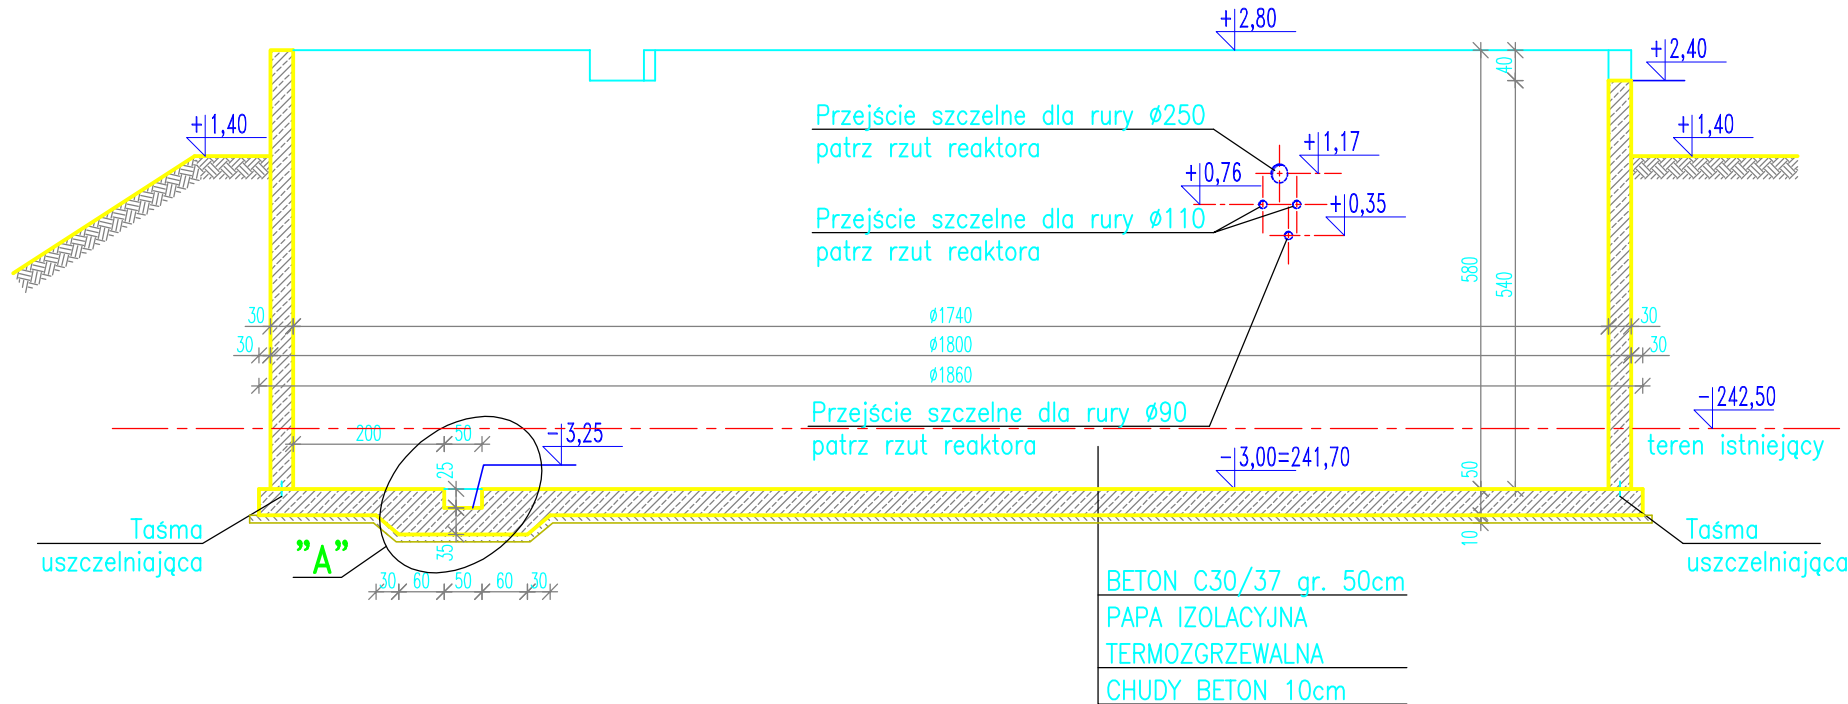 +2,80
+2,40
40
+1,40
+1,40
Przejście szczelne dla rury ø250
patrz rzut reaktora
+1,17
+0,76
+0,35
Przejście szczelne dla rury ø110
patrz rzut reaktora
580
540
30
ø1740
30
30
ø1800
30
ø1860
-242,50
Przejście szczelne dla rury ø90
patrz rzut reaktora
teren istniejący
200
50
-3,25
-3,00=241,70
25
50
Taśma
uszczelniająca
"A"
35
10
Taśma
uszczelniająca
30
60
50
60
30
BETON C30/37 gr. 50cm
PAPA IZOLACYJNA
TERMOZGRZEWALNA
CHUDY BETON 10cm